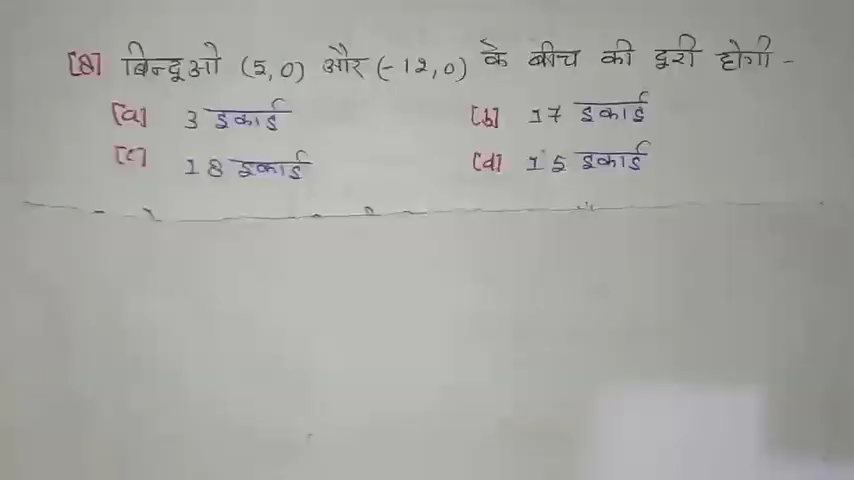 [8] बिन्दूओ (5,0) और (-12,0) के बीच की दूरी होगी -
[a] 3 इकाई [b] 17 इकाई
[c] 18 इकाई [d] 15 इकाई